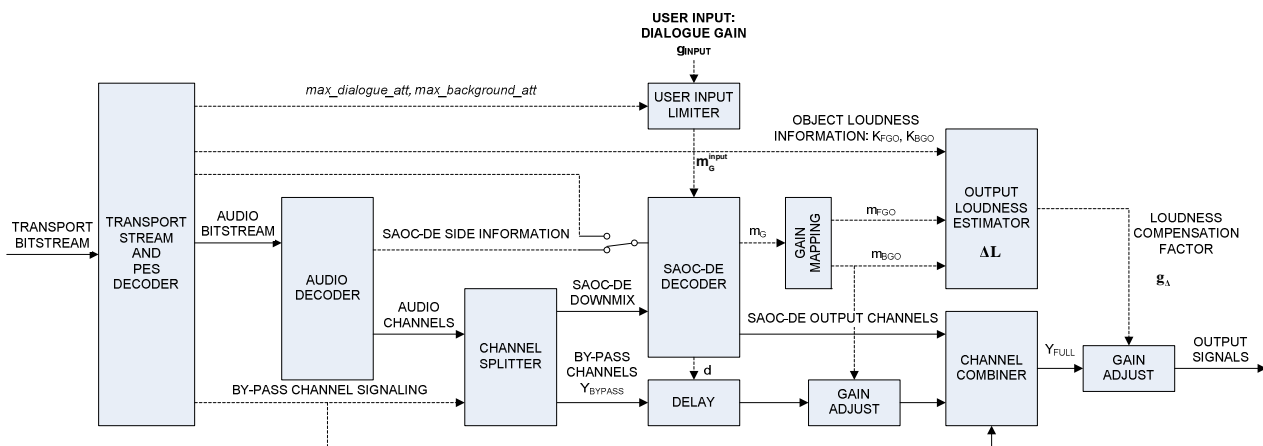 USER INPUT:
DIALOGUE GAIN
gINPUT
max_dialogue_att, max_background_att
USER INPUT
LIMITER
OBJECT LOUDNESS
INFORMATION: KFGO, KBGO
mGinput
TRANSPORT
BITSTREAM
TRANSPORT
STREAM
AND
PES
DECODER
AUDIO
BITSTREAM
AUDIO
DECODER
SAOC-DE SIDE INFORMATION
SAOC-DE
DECODER
mG
GAIN
MAPPING
mFGO
mBGO
OUTPUT
LOUDNESS
ESTIMATOR
ΔL
LOUDNESS
COMPENSATION
FACTOR
gΔ
SAOC-DE
DOWNMIX
AUDIO
CHANNELS
CHANNEL
SPLITTER
SAOC-DE OUTPUT CHANNELS
BY-PASS
CHANNELS
YBYPASS
d
DELAY
GAIN
ADJUST
CHANNEL
COMBINER
YFULL
GAIN
ADJUST
OUTPUT
SIGNALS
BY-PASS CHANNEL SIGNALING